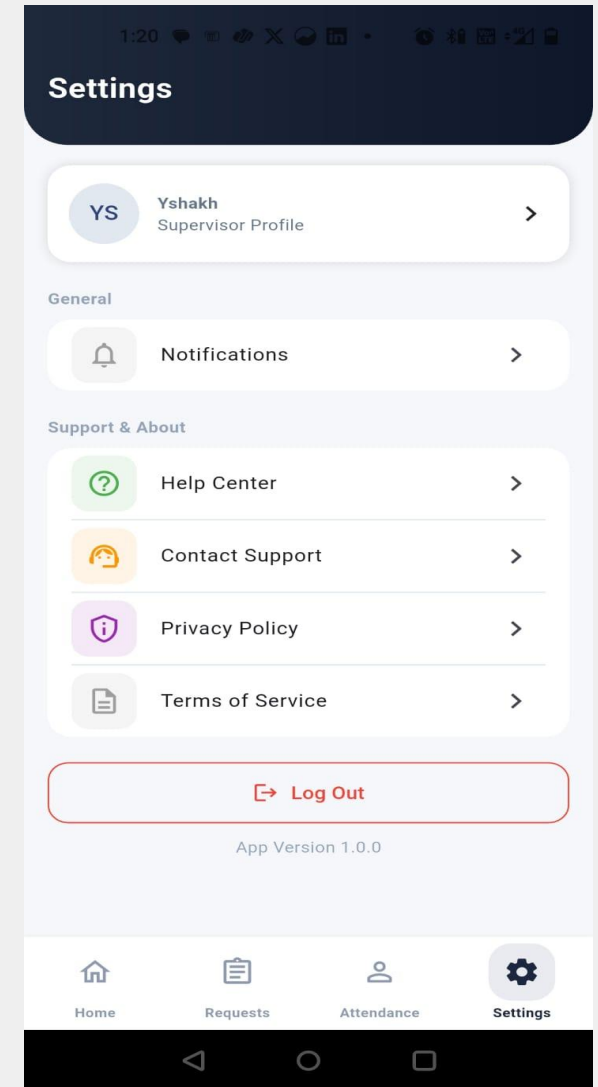 1:20
Settings
YS
Yshakh
Supervisor Profile
General
Notifications
Support & About
Help Center
Contact Support
Privacy Policy
Terms of Service
Log Out
App Version 1.0.0
Home
Requests
Attendance
Settings